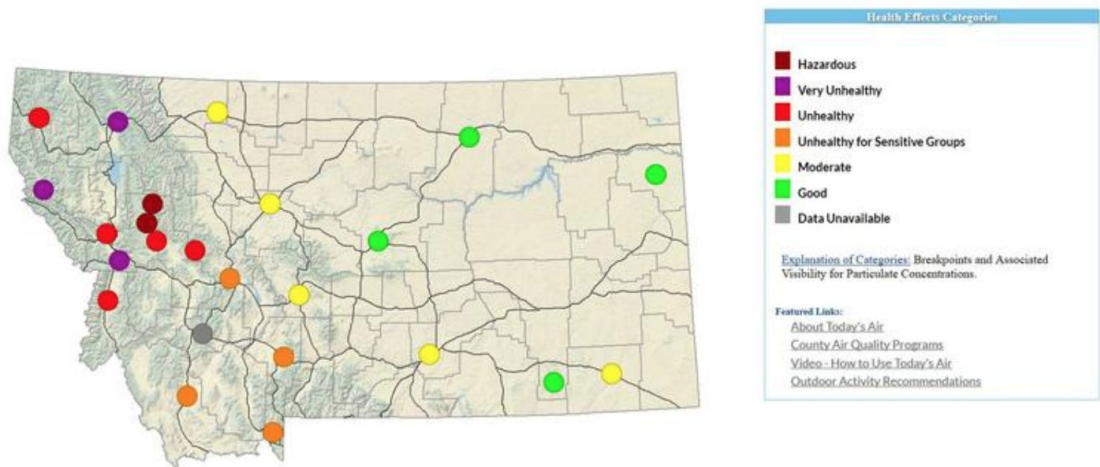 Health Effects Categories
Hazardous
Very Unhealthy
Unhealthy
Unhealthy for Sensitive Groups
Moderate
Good
Data Unavailable
Explanation of Categories: Breakpoints and Associated
Visibility for Particulate Concentrations.
Featured Links:
About Today's Air
County Air Quality Programs
Video - How to Use Today's Air
Outdoor Activity Recommendations